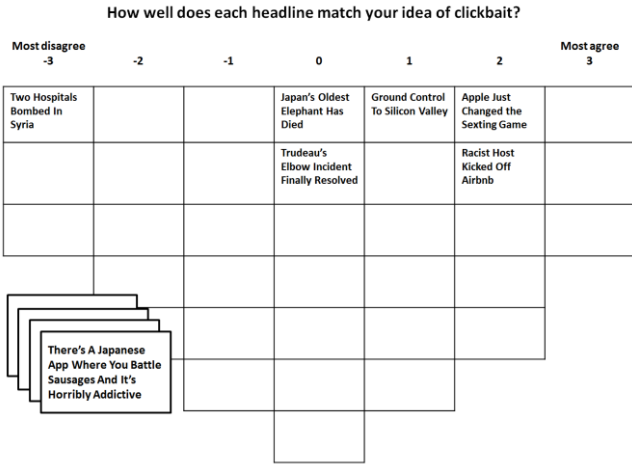 How well does each headline match your idea of clickbait?
Most disagree
Most agree
-3
-2
-1
0
1
2
3
Two Hospitals
Bombed In
Syria
Japan's Oldest
Elephant Has
Died
Ground Control
To Silicon Valley
Apple Just
Changed the
Sexting Game
Trudeau's
Elbow Incident
Finally Resolved
Racist Host
Kicked Off
Airbnb
There's A Japanese
App Where You Battle
Sausages And It's
Horribly Addictive